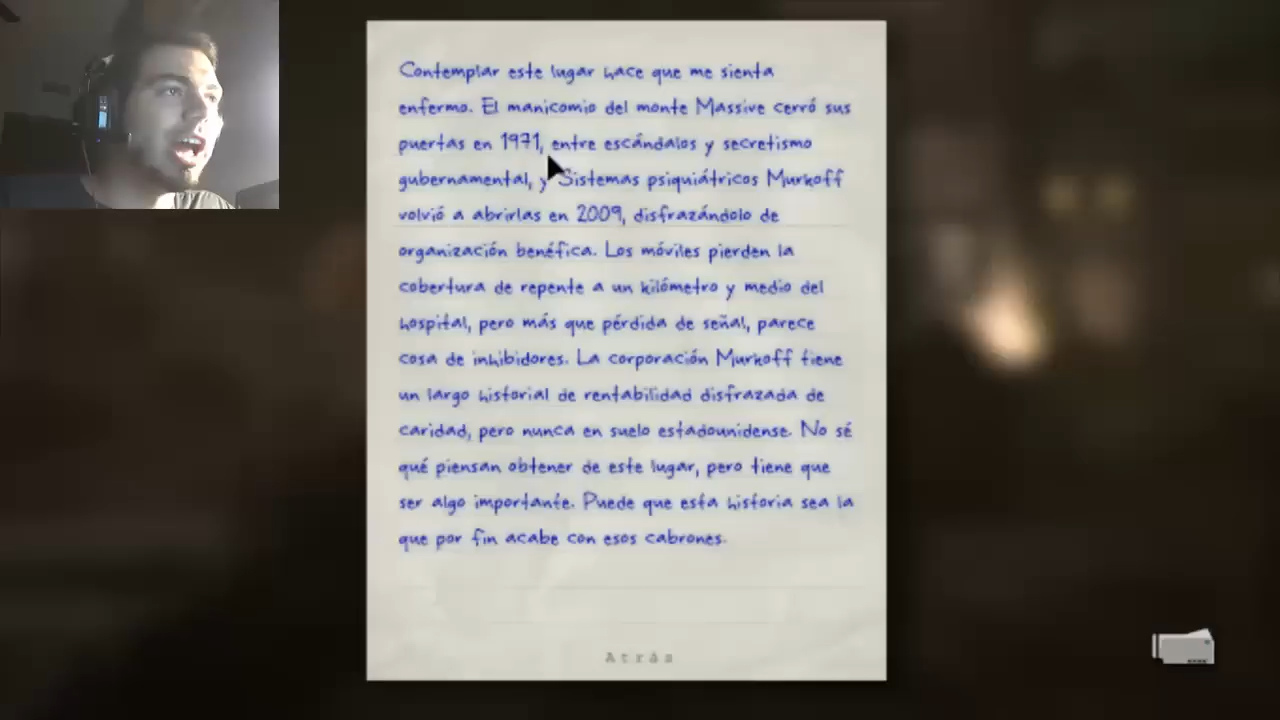 Contemplar este lugar hace que me sienta
enfermo. El manicomio del monte Massive cerró sus
puertas en 1971, entre escándalos y secretismo
gubernamental, y Sistemas psiquiátricos Murkoff
volvió a abrirlas en 2009, disfrazándolo de
organización benéfica. Los móviles pierden la
cobertura de repente a un kilómetro y medio del
hospital, pero más que pérdida de señal, parece
cosa de inhibidores. La corporación Murkoff tiene
un largo historial de rentabilidad disfrazada de
caridad, pero nunca en suelo estadounidense. No sé
qué piensan obtener de este lugar, pero tiene que
ser algo importante. Puede que esta historia sea la
que por fin acabe con esos cabrones.
Atrás